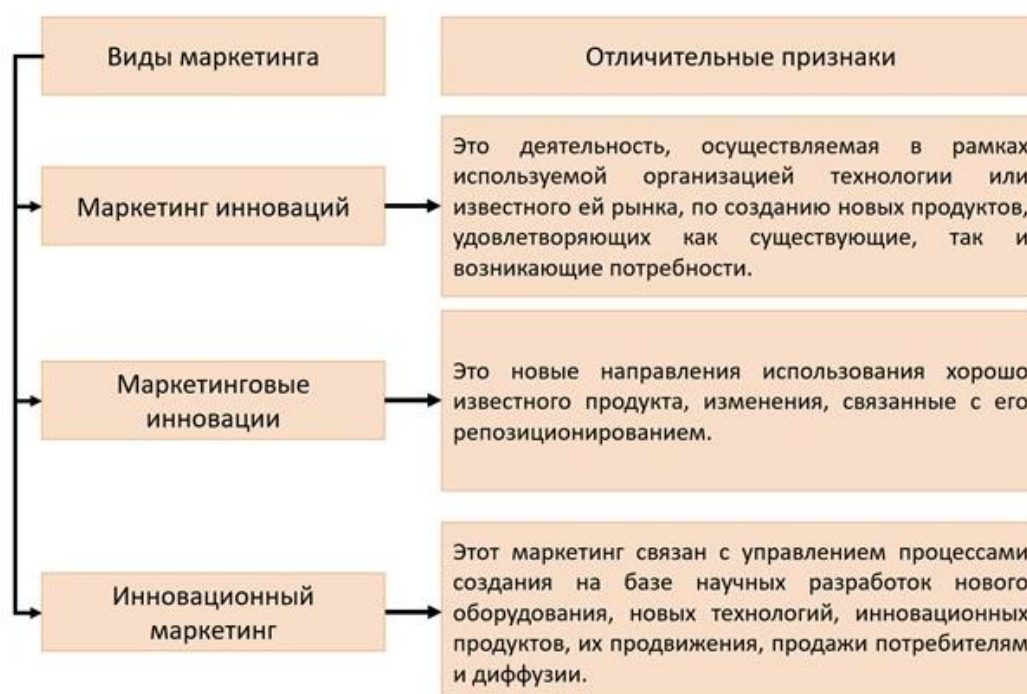 Виды маркетинга
Отличительные признаки
Маркетинг инноваций
Это деятельность, осуществляемая в рамках
используемой организацией технологии или
известного ей рынка, по созданию новых продуктов,
удовлетворяющих как существующие, так и
возникающие потребности.
Маркетинговые
инновации
Это новые направления использования хорошо
известного продукта, изменения, связанные с его
репозиционированием.
Инновационный
маркетинг
Этот маркетинг связан с управлением процессами
создания на базе научных разработок нового
оборудования, новых технологий, инновационных
продуктов, их продвижения, продажи потребителям
и диффузии.